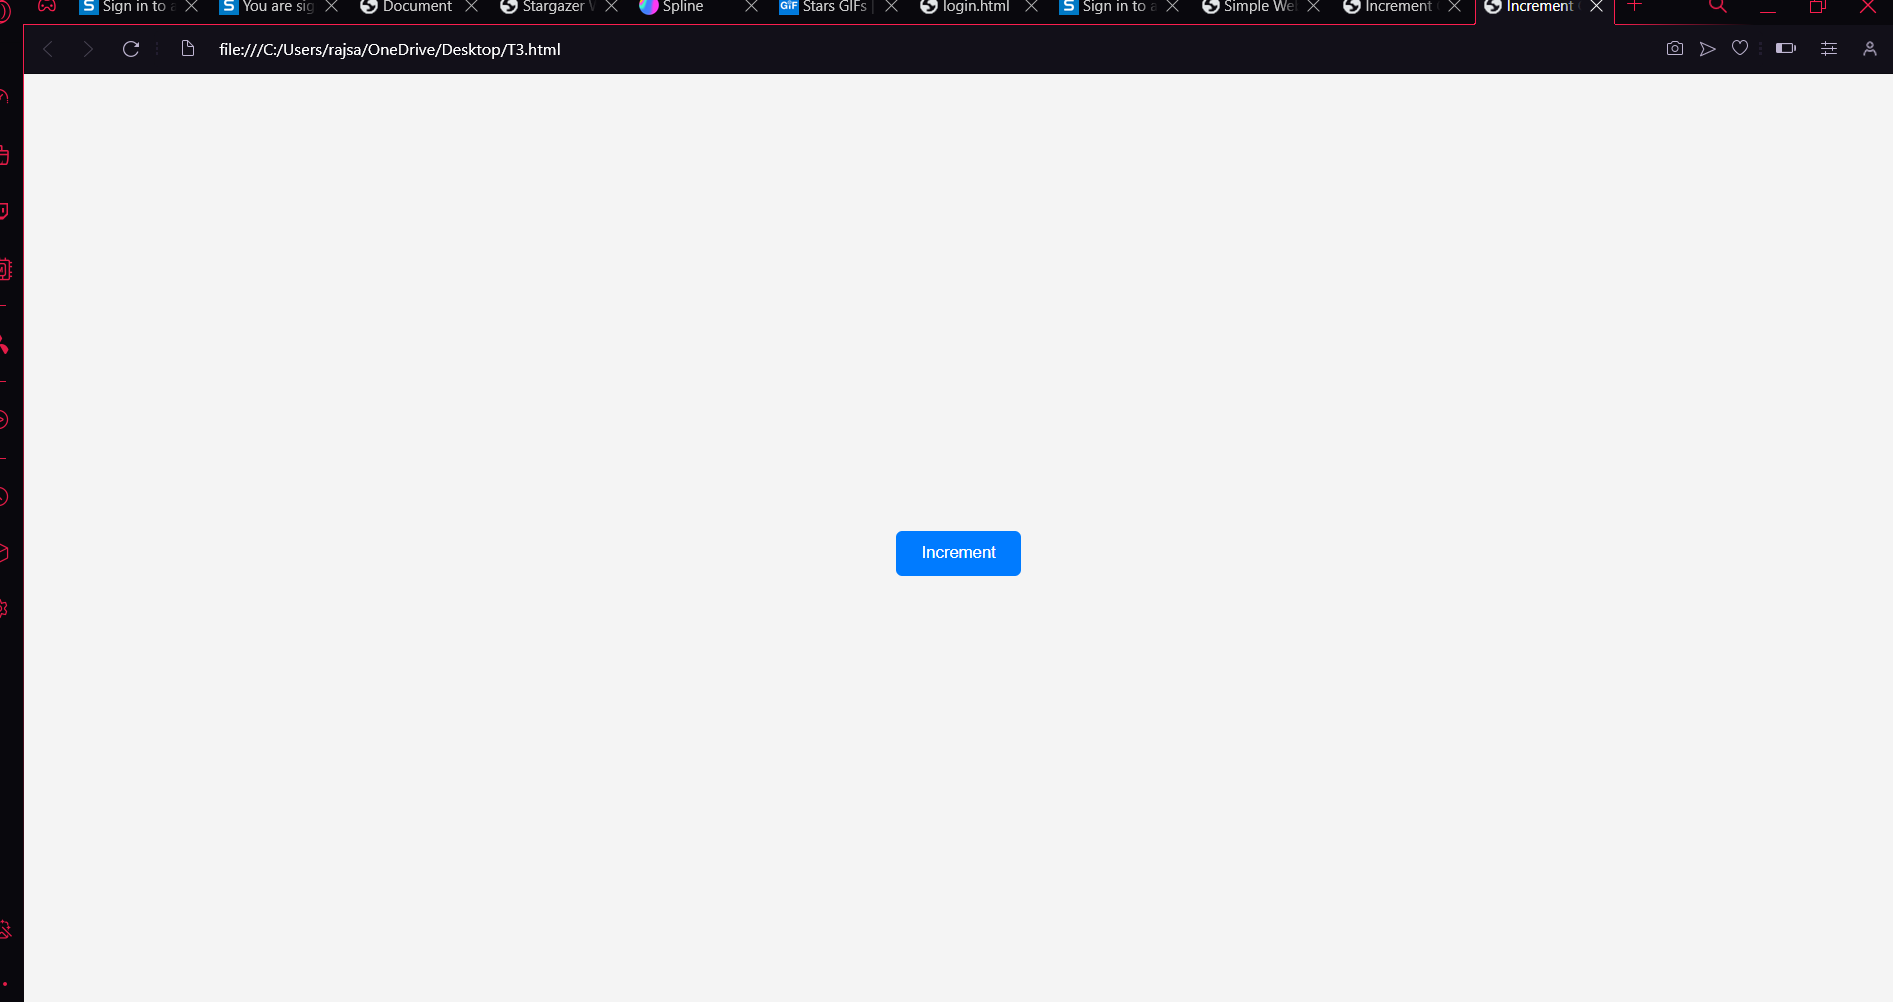 S Sign in to a
S You are sig
Document
Stargazer
Spline
GIF Stars GIFs |
login.html
S Sign in to a
Simple We
Increment
Increment
file:///C:/Users/rajsa/OneDrive/Desktop/T3.html
Increment